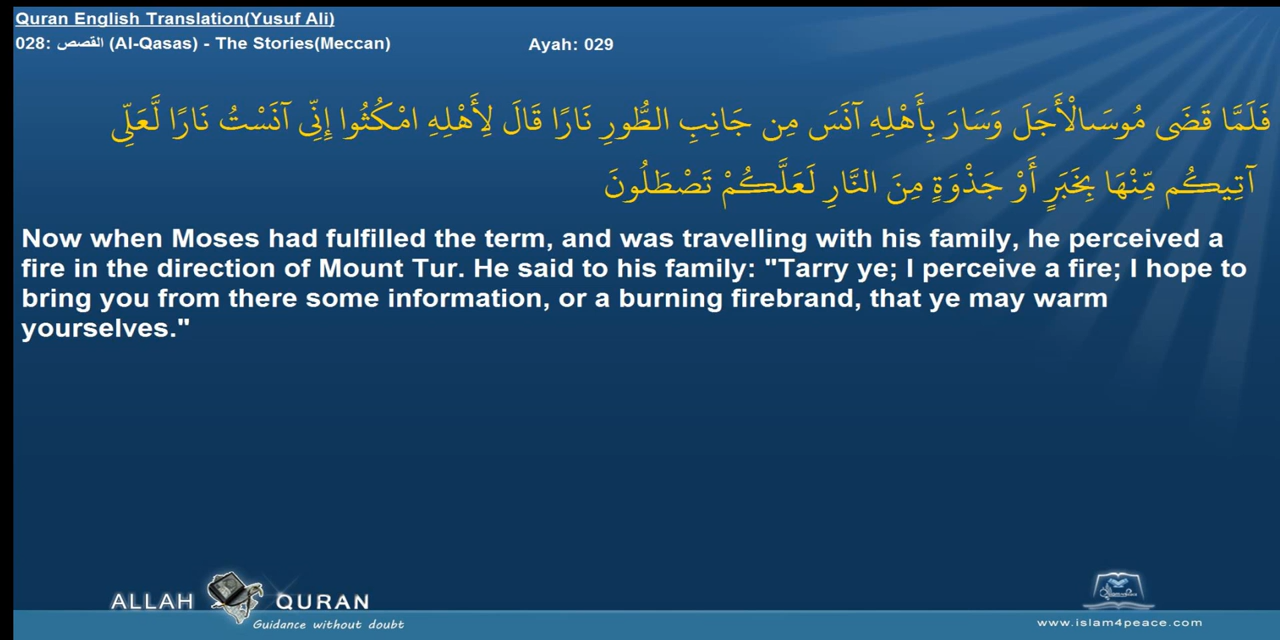 Quran English Translation(Yusuf Ali)
028: القصص (Al-Qasas) - The Stories(Meccan) Ayah: 029
فَلَمَّا قَضَى مُوسَىالْأَجَلَ وَسَارَ بِأَهْلِهِ آنَسَ مِن جَانِبِ الطُّورِ نَارًا قَالَ لِأَهْلِهِ امْكُثُوا إِنِّي آنَسْتُ نَارًا لَّعَلِّي
آتِيكُم مِّنْهَا بِخَبَرٍ أَوْ جَذْوَةٍ مِنَ النَّارِ لَعَلَّكُمْ تَصْطَلُونَ
Now when Moses had fulfilled the term, and was travelling with his family, he perceived a
fire in the direction of Mount Tur. He said to his family: "Tarry ye; I perceive a fire; I hope to
bring you from there some information, or a burning firebrand, that ye may warm
yourselves."
ALLAH QURAN
Guidance without doubt
www.islam4peace.com